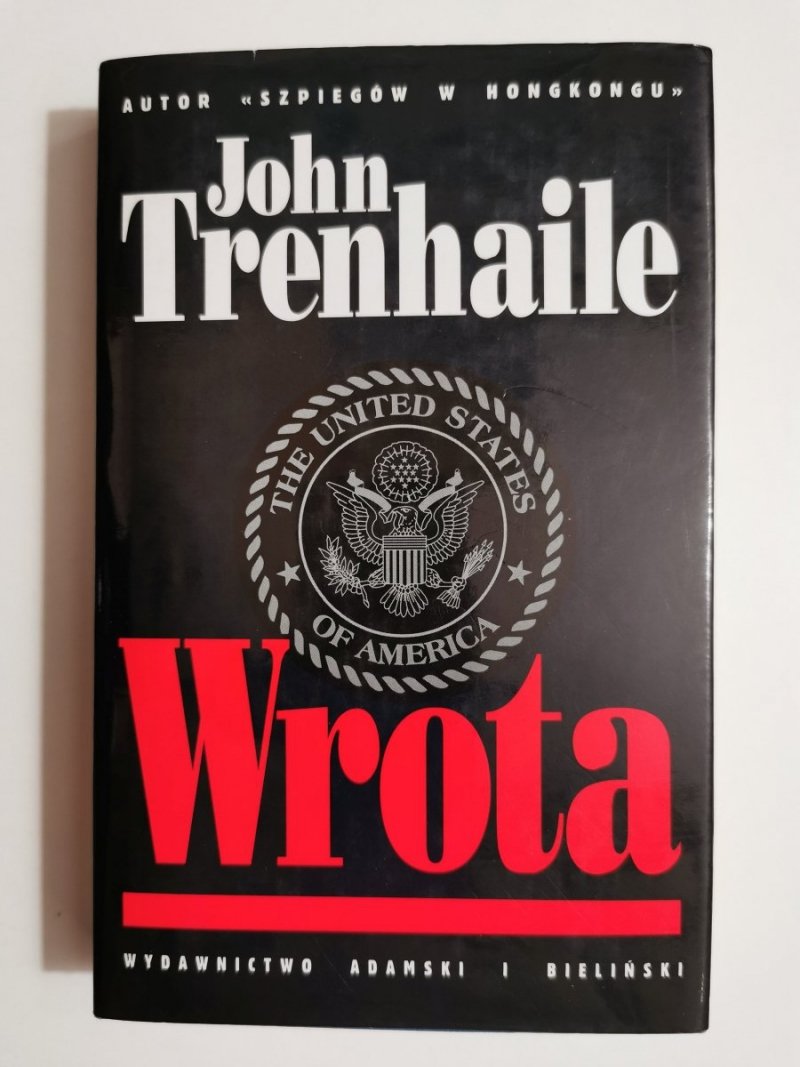 AUTOR «SZPIEGÓW W HONGKONGU»
John
Trenhaile
THE UNITED STATES
OF AMERICA
Wrota
WYDAWNICTWO ADAMSKI I BIELIŃSKI